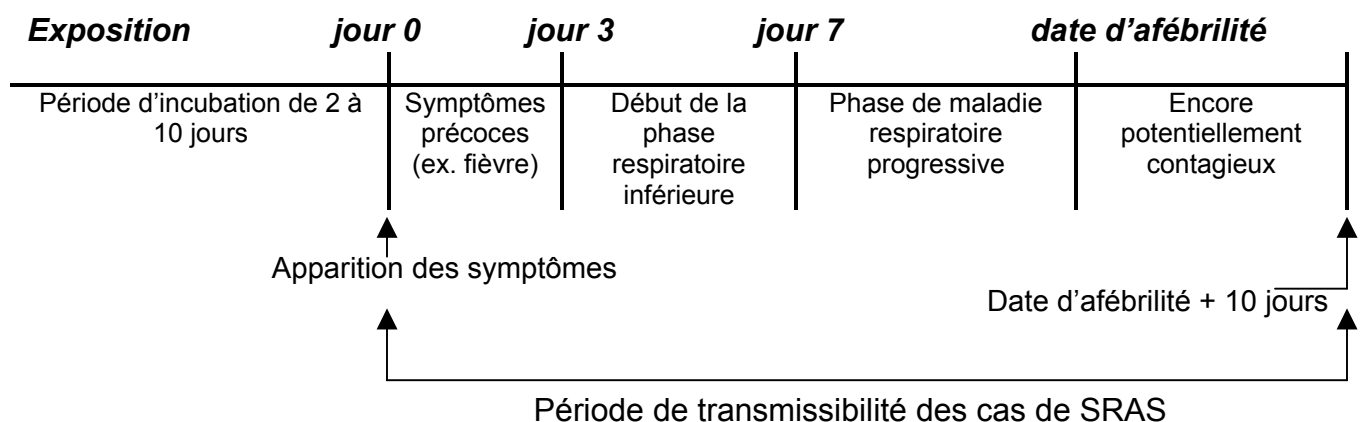 Exposition jour 0 jour 3 jour 7 date d'afébrilité
Période d'incubation de 2 à
10 jours
Symptômes
précoces
(ex. fièvre)
Début de la
phase
respiratoire
inférieure
Phase de maladie
respiratoire
progressive
Encore
potentiellement
contagieux
Apparition des symptômes
Date d'afébrilité + 10 jours
Période de transmissibilité des cas de SRAS